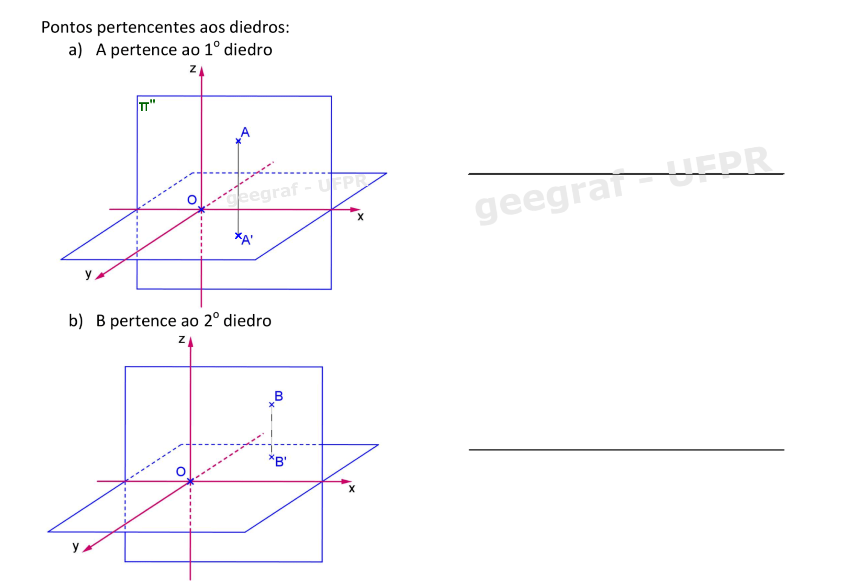 Pontos pertencentes aos diedros:
a) A pertence ao 1º diedro
z
π"
A
geegraf - UFPR
O
x
A'
y
geegraf - UFPR
b) B pertence ao 2º diedro
z
B
B'
O
x
y